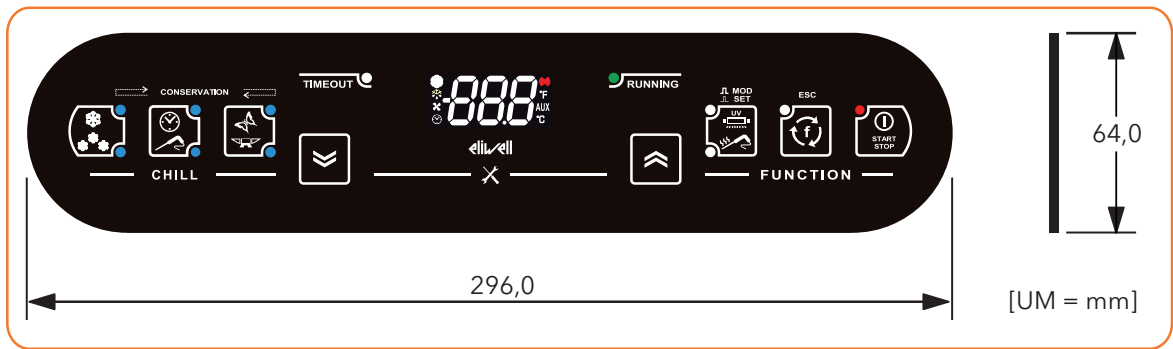 TIMEOUT
RUNNING
CONSERVATION
-888
°F
AUX
°C
MOD
SET
ESC
UV
f
START
STOP
eliwell
CHILL
FUNCTION
64,0
296,0
[UM = mm]